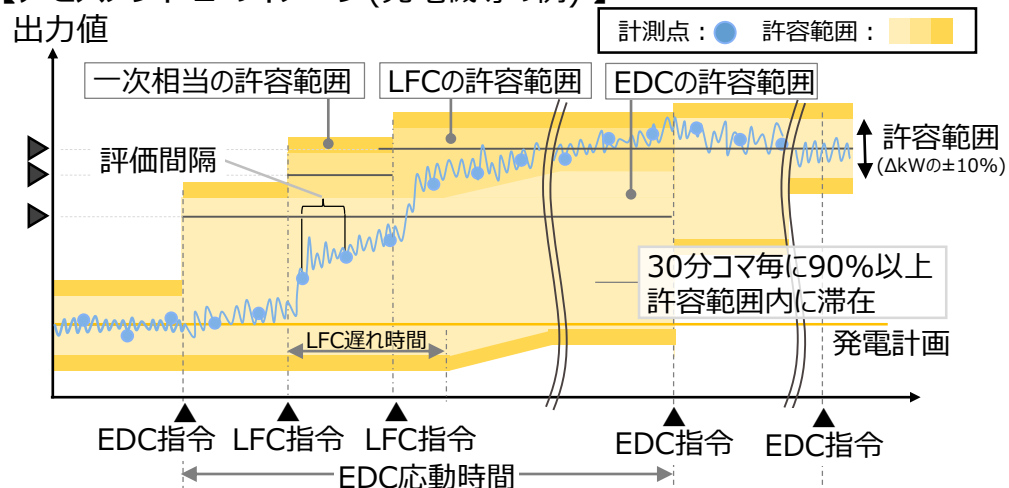 出力値
計測点：
許容範囲：
一次相当の許容範囲
LFCの許容範囲
EDCの許容範囲
評価間隔
許容範囲
(ΔkWの±10%)
30分コマ毎に90%以上
許容範囲内に滞在
LFC遅れ時間
発電計画
EDC指令
LFC指令
LFC指令
EDC指令
EDC指令
EDC応動時間